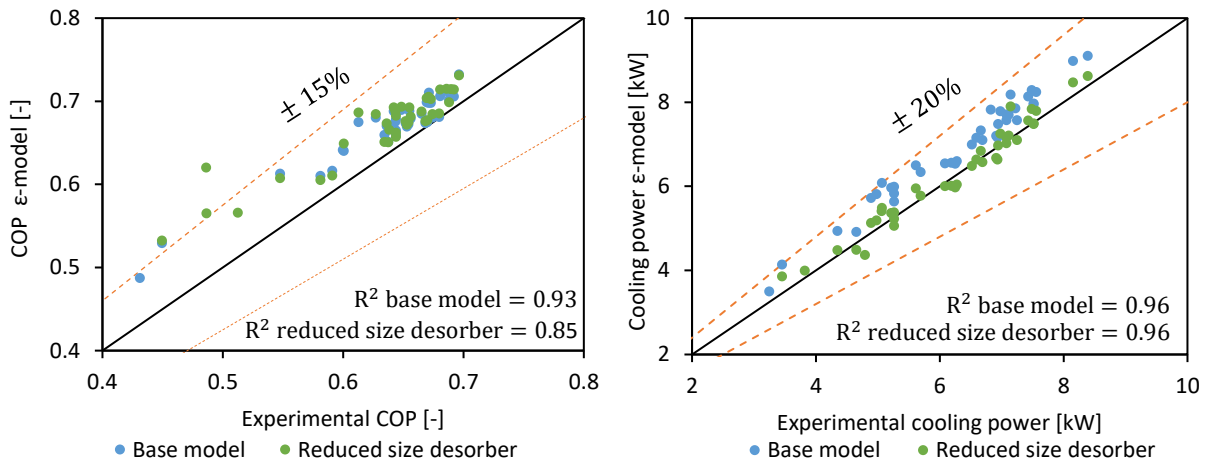 0.8
0.7
0.6
0.5
0.4
COP ε-model [-]
± 15%
R² base model = 0.93
R² reduced size desorber = 0.85
0.4 0.5 0.6 0.7 0.8
Experimental COP [-]
Base model Reduced size desorber
10
8
6
4
2
Cooling power ε-model [kW]
± 20%
R² base model = 0.96
R² reduced size desorber = 0.96
2 4 6 8 10
Experimental cooling power [kW]
Base model Reduced size desorber